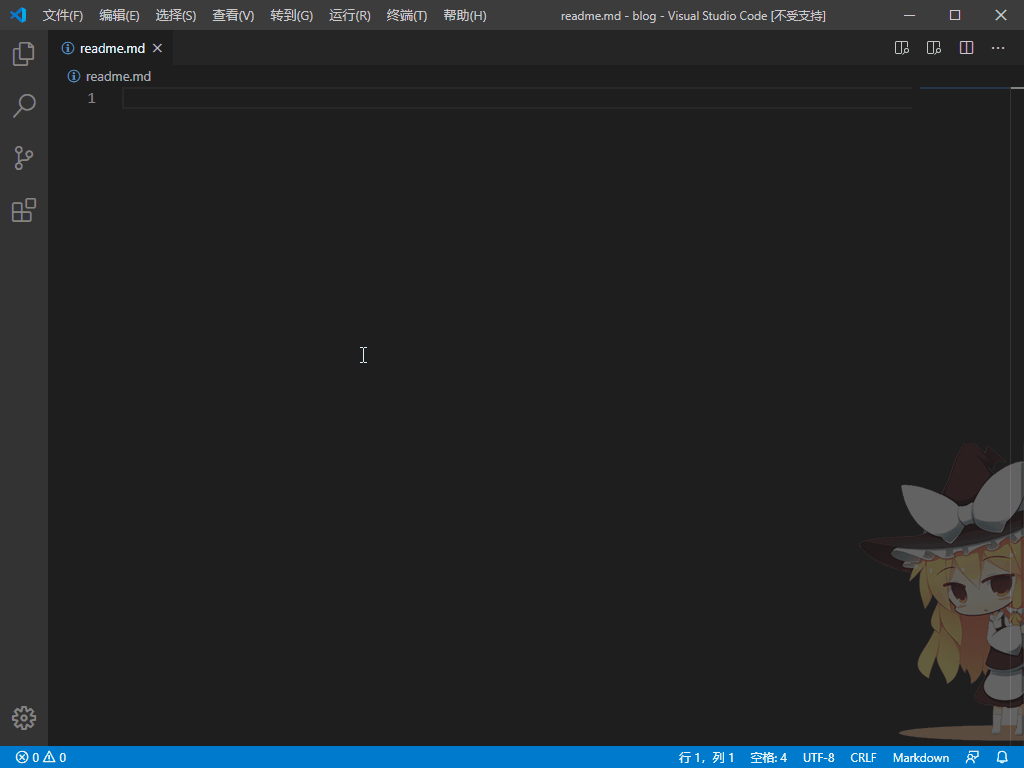 文件(F) 编辑(E) 选择(S) 查看(V) 转到(G) 运行(R) 终端(T) 帮助(H) readme.md - blog - Visual Studio Code [不受支持]
readme.md
readme.md
1
0 0 行 1，列 1 空格: 4 UTF-8 CRLF Markdown